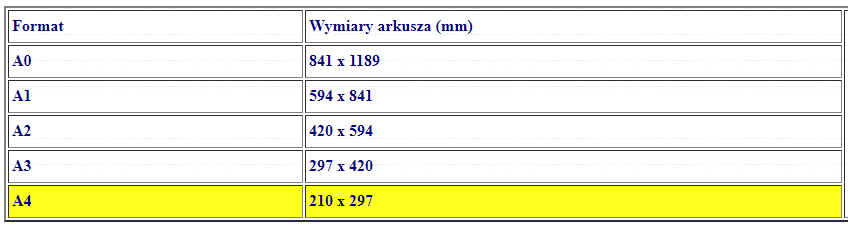 Format Wymiary arkusza (mm)
A0 841 x 1189
A1 594 x 841
A2 420 x 594
A3 297 x 420
A4 210 x 297